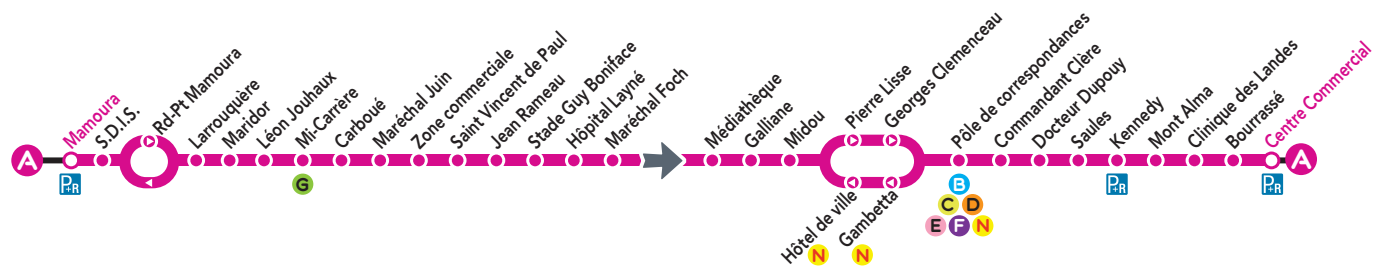 A
Mamoura
P+R
S.D.I.S.
Rd-Pt Mamoura
Larrouquère
Maridor
Léon Jouhaux
Mi-Carrère
G
Carboué
Maréchal Juin
Zone commerciale
Saint Vincent de Paul
Jean Rameau
Stade Guy Boniface
Hôpital Layné
Maréchal Foch
Médiathèque
Galliane
Midou
Pierre Lisse
Georges Clemenceau
Hôtel de ville
N
Gambetta
N
Pôle de correspondances
B
C D
E F N
Commandant Clère
Docteur Dupouy
Saules
Kennedy
P+R
Mont Alma
Clinique des Landes
Bourrassé
Centre Commercial
P+R
A